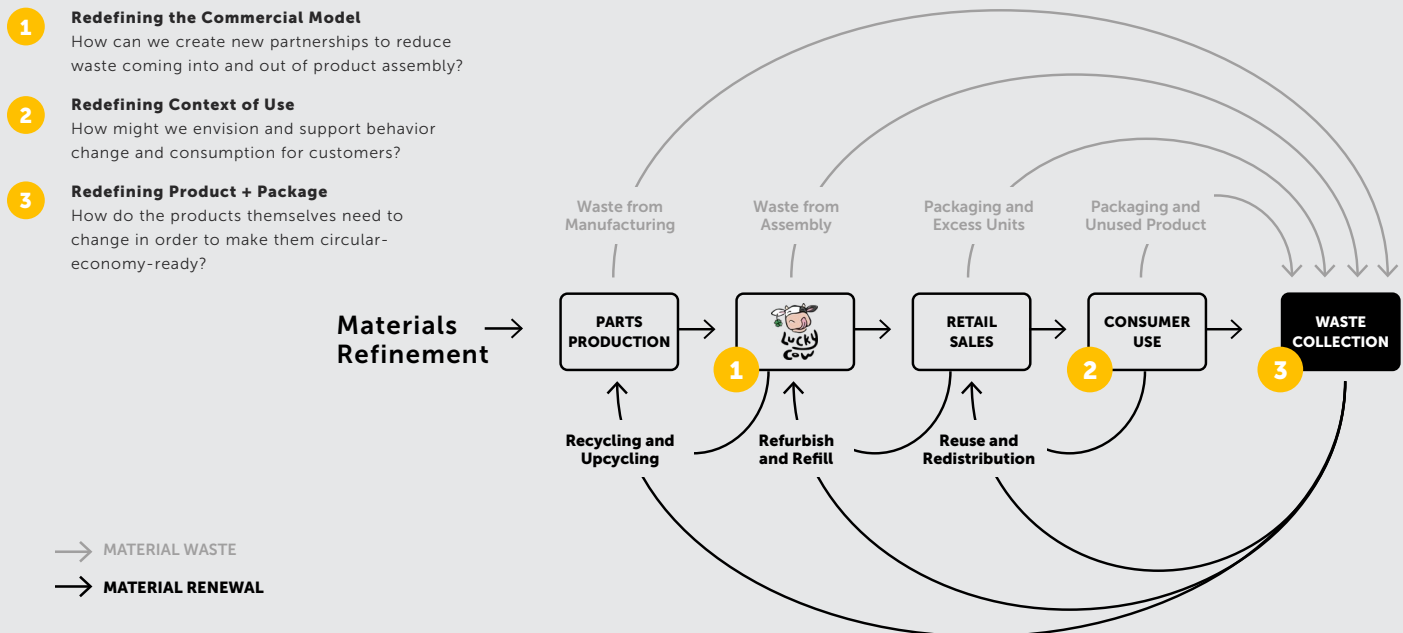 1
Redefining the Commercial Model
How can we create new partnerships to reduce
waste coming into and out of product assembly?
2
Redefining Context of Use
How might we envision and support behavior
change and consumption for customers?
3
Redefining Product + Package
How do the products themselves need to
change in order to make them circular-
economy-ready?
Waste from
Manufacturing
Waste from
Assembly
Packaging and
Excess Units
Packaging and
Unused Product
Materials
Refinement
PARTS
PRODUCTION
Lucky
Cow
1
RETAIL
SALES
CONSUMER
USE
2
WASTE
COLLECTION
3
Recycling and
Upcycling
Refurbish
and Refill
Reuse and
Redistribution
MATERIAL WASTE
MATERIAL RENEWAL